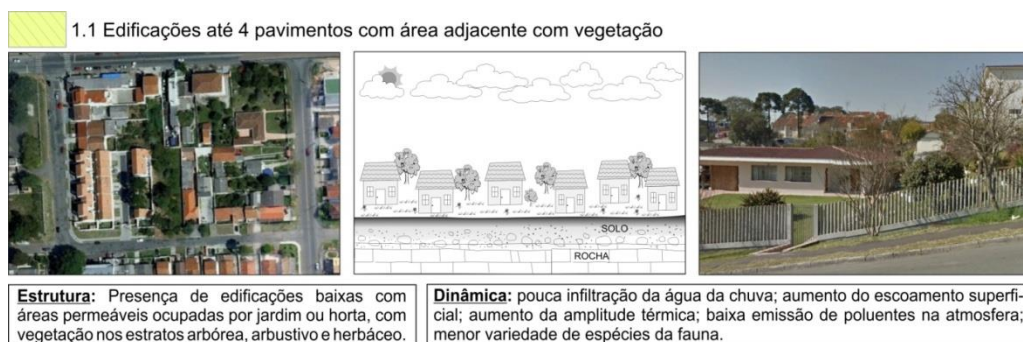 1.1 Edificações até 4 pavimentos com área adjacente com vegetação
SOLO
ROCHA
Estrutura: Presença de edificações baixas com
áreas permeáveis ocupadas por jardim ou horta, com
vegetação nos estratos arbórea, arbustivo e herbáceo.
Dinâmica: pouca infiltração da água da chuva; aumento do escoamento superfi-
cial; aumento da amplitude térmica; baixa emissão de poluentes na atmosfera;
menor variedade de espécies da fauna.